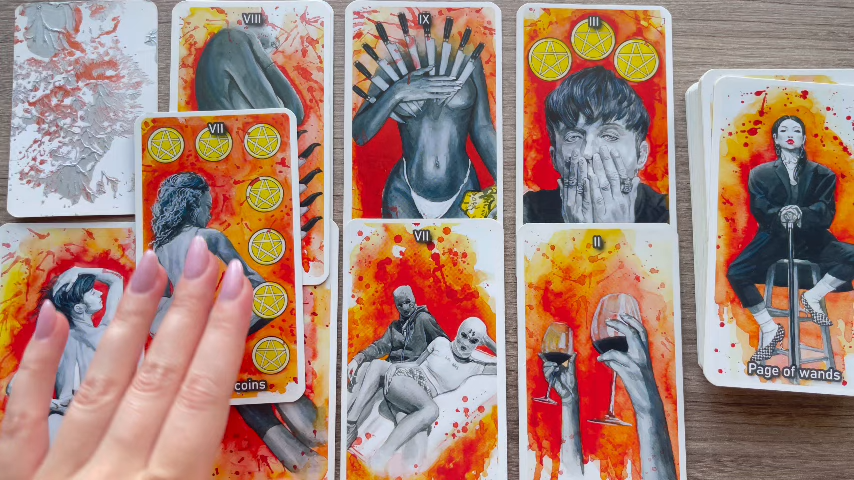 VIII
IX
III
VII
coins
VII
II
Page of wands